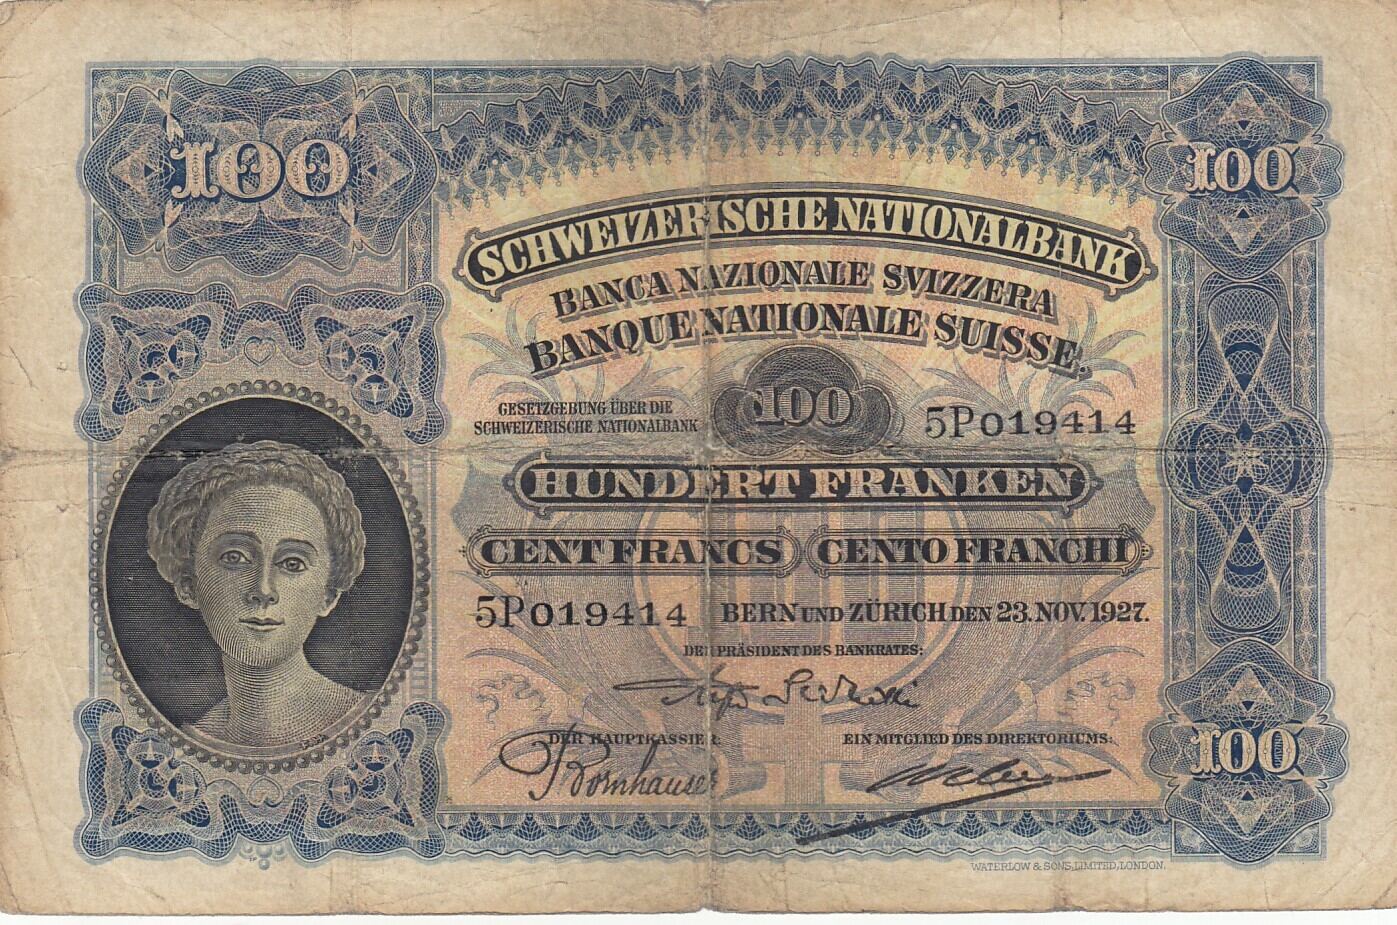 100
100
SCHWEIZERISCHE NATIONALBANK
BANCA NAZIONALE SVIZZERA
BANQUE NATIONALE SUISSE.
GESETZGEBUNG ÜBER DIE
SCHWEIZERISCHE NATIONALBANK
100
5P019414
HUNDERT FRANKEN
CENT FRANCS
CENTO FRANCHI
100
5P019414
BERN UND ZÜRICH DEN 23. NOV. 1927.
DER PRÄSIDENT DES BANKRATES:
DER HAUPTKASSIER:
EIN MITGLIED DES DIREKTORIUMS:
Bornhauser
100
WATERLOW & SONS, LIMITED, LONDON.